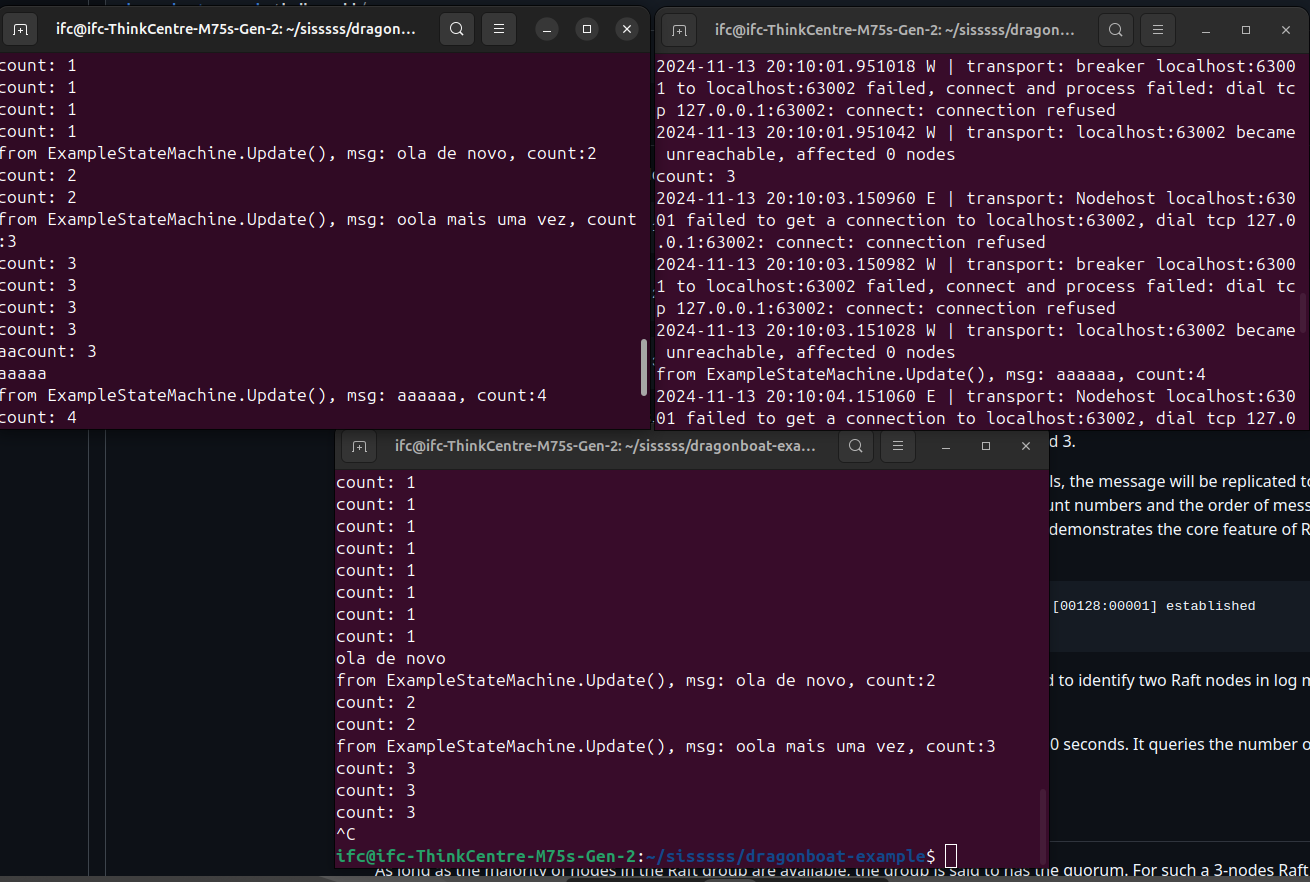 ifc@ifc-ThinkCentre-M75s-Gen-2: ~/sisssss/dragon...
count: 1
count: 1
count: 1
count: 1
from ExampleStateMachine.Update(), msg: ola de novo, count:2
count: 2
count: 2
from ExampleStateMachine.Update(), msg: oola mais uma vez, count
:3
count: 3
count: 3
count: 3
count: 3
aacount: 3
aaaaa
from ExampleStateMachine.Update(), msg: aaaaaa, count:4
count: 4
ifc@ifc-ThinkCentre-M75s-Gen-2: ~/sisssss/dragon...
2024-11-13 20:10:01.951018 W | transport: breaker localhost:6300
1 to localhost:63002 failed, connect and process failed: dial tc
p 127.0.0.1:63002: connect: connection refused
2024-11-13 20:10:01.951042 W | transport: localhost:63002 became
unreachable, affected 0 nodes
count: 3
2024-11-13 20:10:03.150960 E | transport: Nodehost localhost:630
01 failed to get a connection to localhost:63002, dial tcp 127.0
.0.1:63002: connect: connection refused
2024-11-13 20:10:03.150982 W | transport: breaker localhost:6300
1 to localhost:63002 failed, connect and process failed: dial tc
p 127.0.0.1:63002: connect: connection refused
2024-11-13 20:10:03.151028 W | transport: localhost:63002 became
unreachable, affected 0 nodes
from ExampleStateMachine.Update(), msg: aaaaaa, count:4
2024-11-13 20:10:04.151060 E | transport: Nodehost localhost:630
01 failed to get a connection to localhost:63002, dial tcp 127.0
ifc@ifc-ThinkCentre-M75s-Gen-2: ~/sisssss/dragonboat-exa...
count: 1
count: 1
count: 1
count: 1
count: 1
count: 1
count: 1
count: 1
ola de novo
from ExampleStateMachine.Update(), msg: ola de novo, count:2
count: 2
count: 2
from ExampleStateMachine.Update(), msg: oola mais uma vez, count:3
count: 3
count: 3
count: 3
^C
ifc@ifc-ThinkCentre-M75s-Gen-2:~/sisssss/dragonboat-example$
d 3.
ls, the message will be replicated to
unt numbers and the order of mess
demonstrates the core feature of R
[00128:00001] established
d to identify two Raft nodes in log m
0 seconds. It queries the number o
As long as the majority of nodes in the Raft group are available, the group is said to has the quorum. For such a 3-nodes Raft